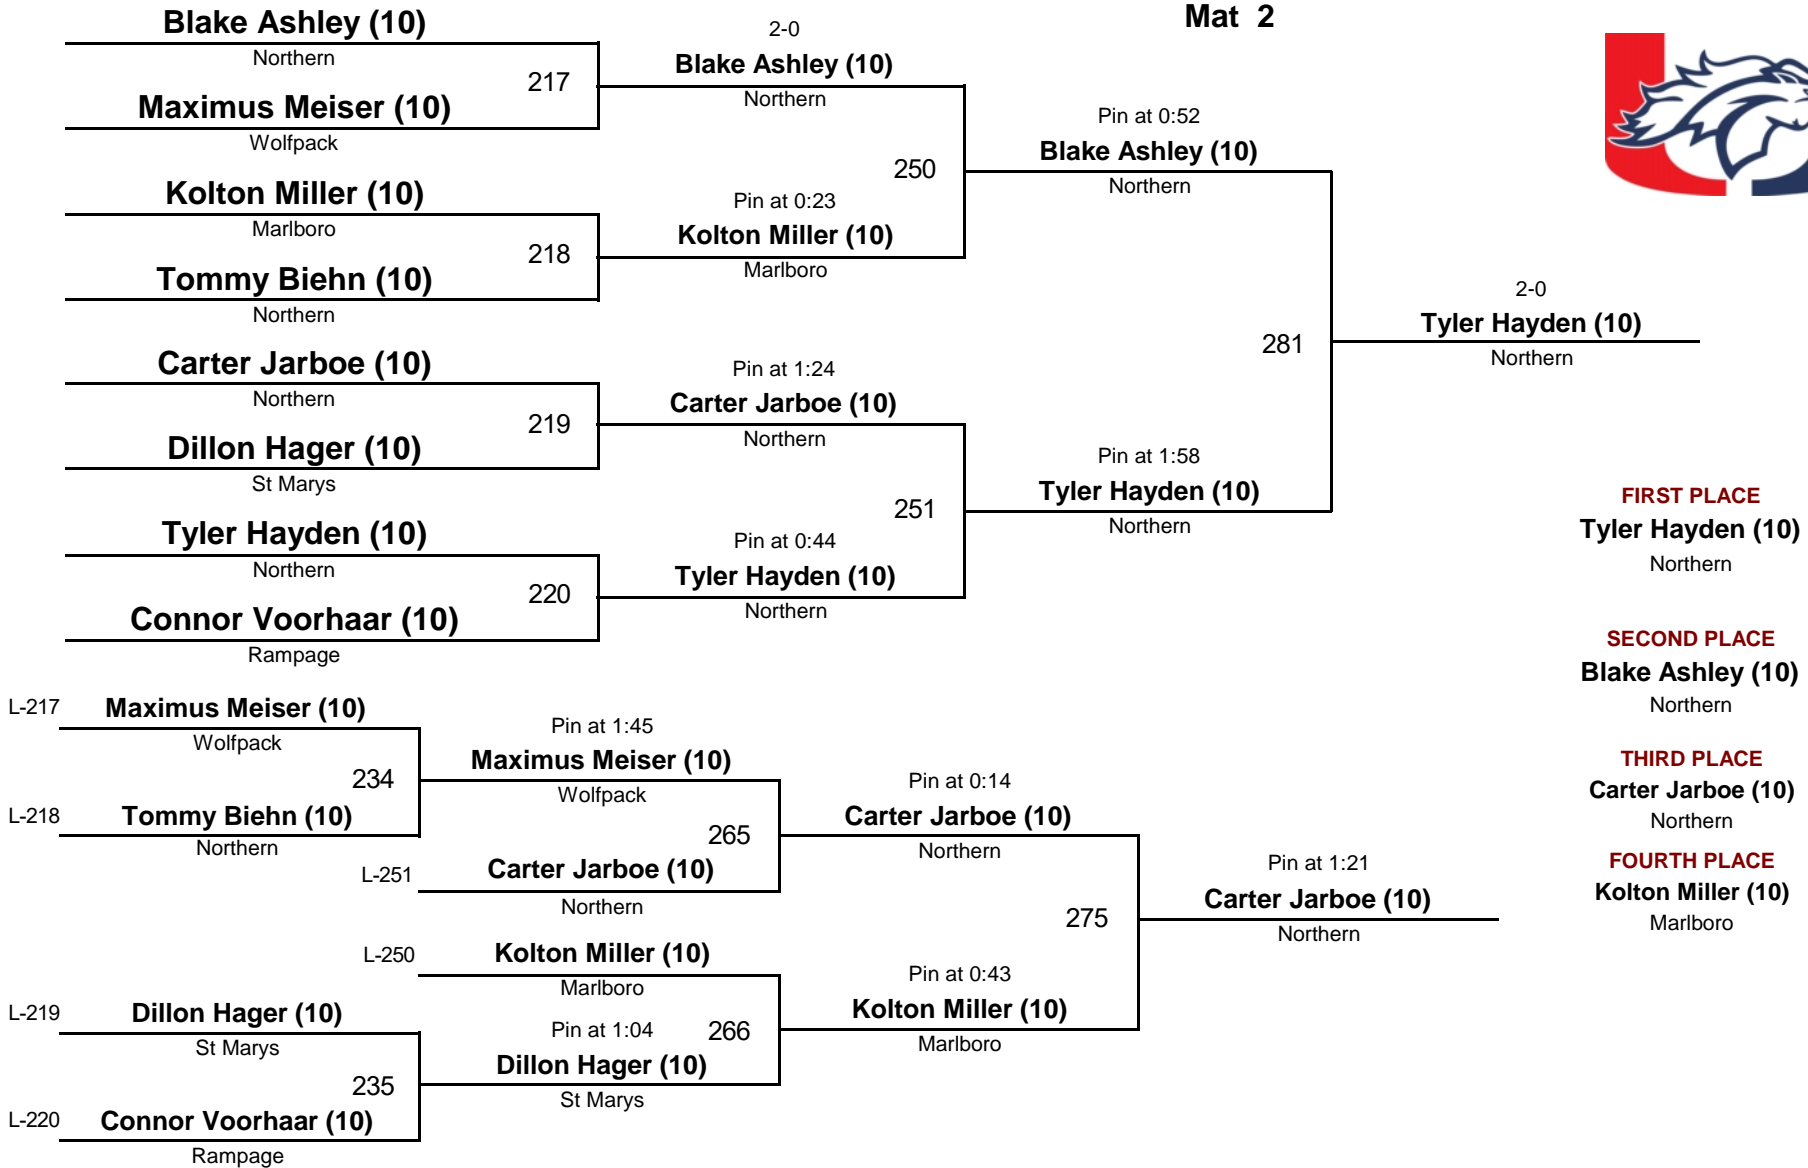 Mat 2
Blake Ashley (10)
Northern
217
Maximus Meiser (10)
Wolfpack
Kolton Miller (10)
Marlboro
218
Tommy Biehn (10)
Northern
Carter Jarboe (10)
Northern
219
Dillon Hager (10)
St Marys
Tyler Hayden (10)
Northern
220
Connor Voorhaar (10)
Rampage
2-0
Blake Ashley (10)
Northern
250
Pin at 0:23
Kolton Miller (10)
Marlboro
Pin at 1:24
Carter Jarboe (10)
Northern
251
Pin at 0:44
Tyler Hayden (10)
Northern
Pin at 0:52
Blake Ashley (10)
Northern
281
Pin at 1:58
Tyler Hayden (10)
Northern
2-0
Tyler Hayden (10)
Northern
L-217
Maximus Meiser (10)
Wolfpack
234
L-218
Tommy Biehn (10)
Northern
L-219
Dillon Hager (10)
St Marys
235
L-220
Connor Voorhaar (10)
Rampage
Pin at 1:45
Maximus Meiser (10)
Wolfpack
265
L-251
Carter Jarboe (10)
Northern
L-250
Kolton Miller (10)
Marlboro
266
Pin at 1:04
Dillon Hager (10)
St Marys
Pin at 0:14
Carter Jarboe (10)
Northern
275
Pin at 0:43
Kolton Miller (10)
Marlboro
Pin at 1:21
Carter Jarboe (10)
Northern
FIRST PLACE
Tyler Hayden (10)
Northern
SECOND PLACE
Blake Ashley (10)
Northern
THIRD PLACE
Carter Jarboe (10)
Northern
FOURTH PLACE
Kolton Miller (10)
Marlboro